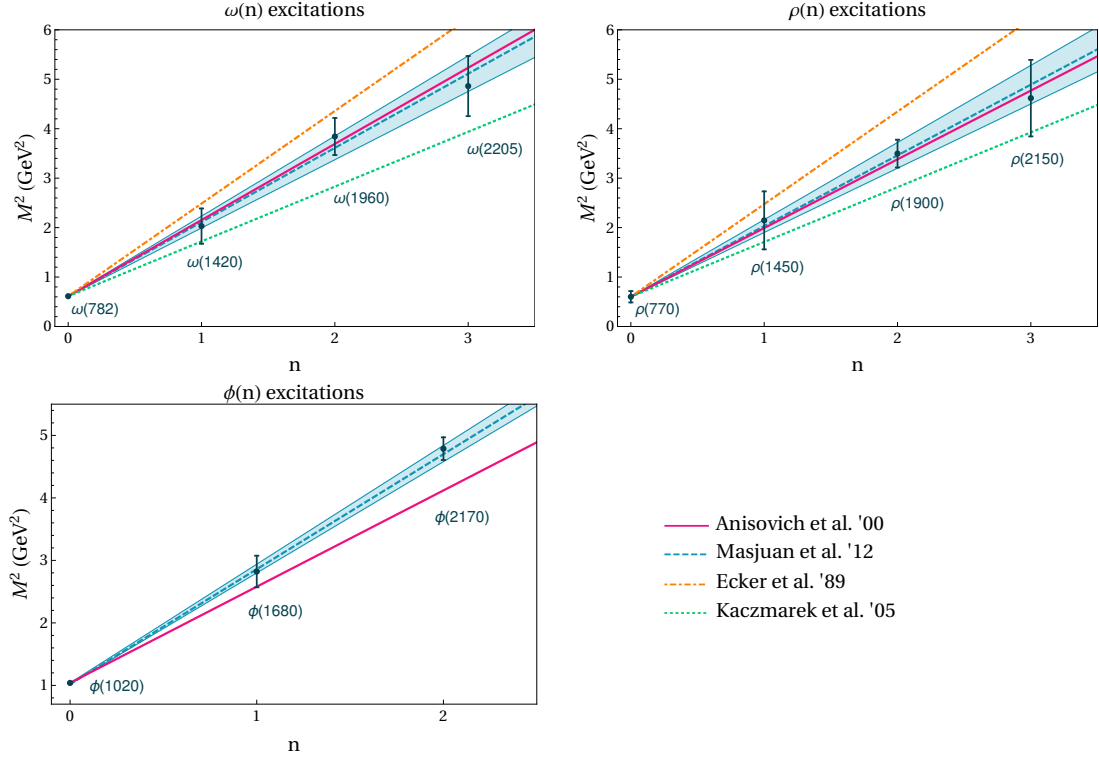 ω(n) excitations
M² (GeV²)
6
5
4
3
2
1
0
ω(782)
ω(1420)
ω(1960)
ω(2205)
0 1 2 3
n
ρ(n) excitations
M² (GeV²)
6
5
4
3
2
1
0
ρ(770)
ρ(1450)
ρ(1900)
ρ(2150)
0 1 2 3
n
ϕ(n) excitations
M² (GeV²)
5
4
3
2
1
ϕ(1020)
ϕ(1680)
ϕ(2170)
0 1 2
n
Anisovich et al. '00
Masjuan et al. '12
Ecker et al. '89
Kaczmarek et al. '05